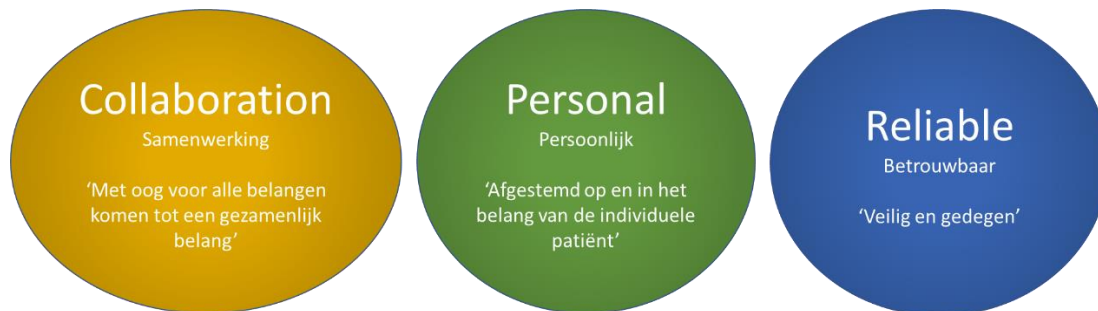 Collaboration
Samenwerking
‘Met oog voor alle belangen
komen tot een gezamenlijk
belang’
Personal
Persoonlijk
‘Afgestemd op en in het
belang van de individuele
patiënt’
Reliable
Betrouwbaar
‘Veilig en gedegen’